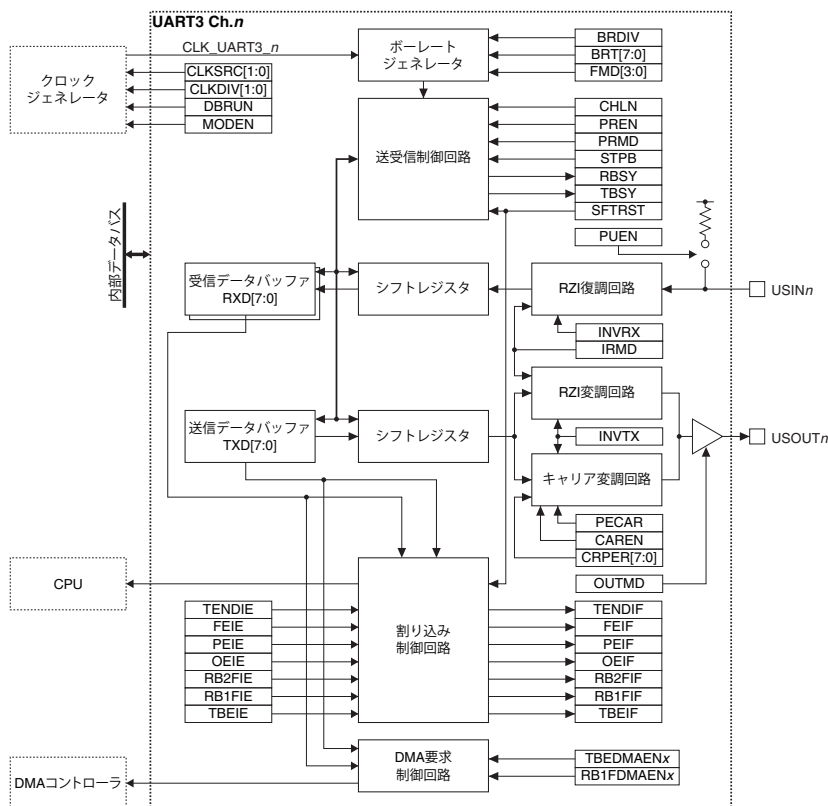 UART3 Ch.n
CLK_UART3_n
クロック
ジェネレータ
CLKSRC[1:0]
CLKDIV[1:0]
DBRUN
MODEN
ボーレート
ジェネレータ
BRDIV
BRT[7:0]
FMD[3:0]
送受信制御回路
CHLN
PREN
PRMD
STPB
RBSY
TBSY
SFTRST
PUEN
内部データバス
受信データバッファ
RXD[7:0]
シフトレジスタ
RZI復調回路
USINn
INVRX
IRMD
送信データバッファ
TXD[7:0]
シフトレジスタ
RZI変調回路
INVTX
キャリア変調回路
USOUTn
PECAR
CAREN
CRPER[7:0]
OUTMD
CPU
割り込み
制御回路
TENDIE
FEIE
PEIE
OEIE
RB2FIE
RB1FIE
TBEIE
TENDIF
FEIF
PEIF
OEIF
RB2FIF
RB1FIF
TBEIF
DMAコントローラ
DMA要求
制御回路
TBEDMAENx
RB1FDMAENx